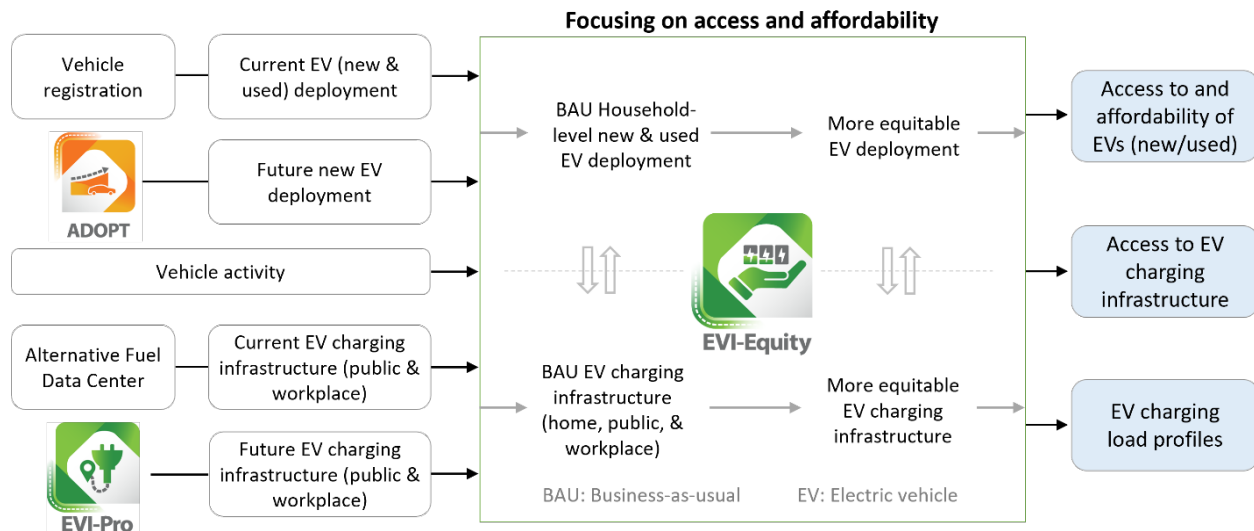 Focusing on access and affordability
Vehicle
registration
Current EV (new &
used) deployment
ADOPT
Future new EV
deployment
Vehicle activity
Alternative Fuel
Data Center
Current EV charging
infrastructure (public &
workplace)
EVI-Pro
Future EV charging
infrastructure (public &
workplace)
BAU Household-
level new & used
EV deployment
More equitable
EV deployment
EVI-Equity
BAU EV charging
infrastructure
(home, public, &
workplace)
More equitable
EV charging
infrastructure
BAU: Business-as-usual
EV: Electric vehicle
Access to and
affordability of
EVs (new/used)
Access to EV
charging
infrastructure
EV charging
load profiles